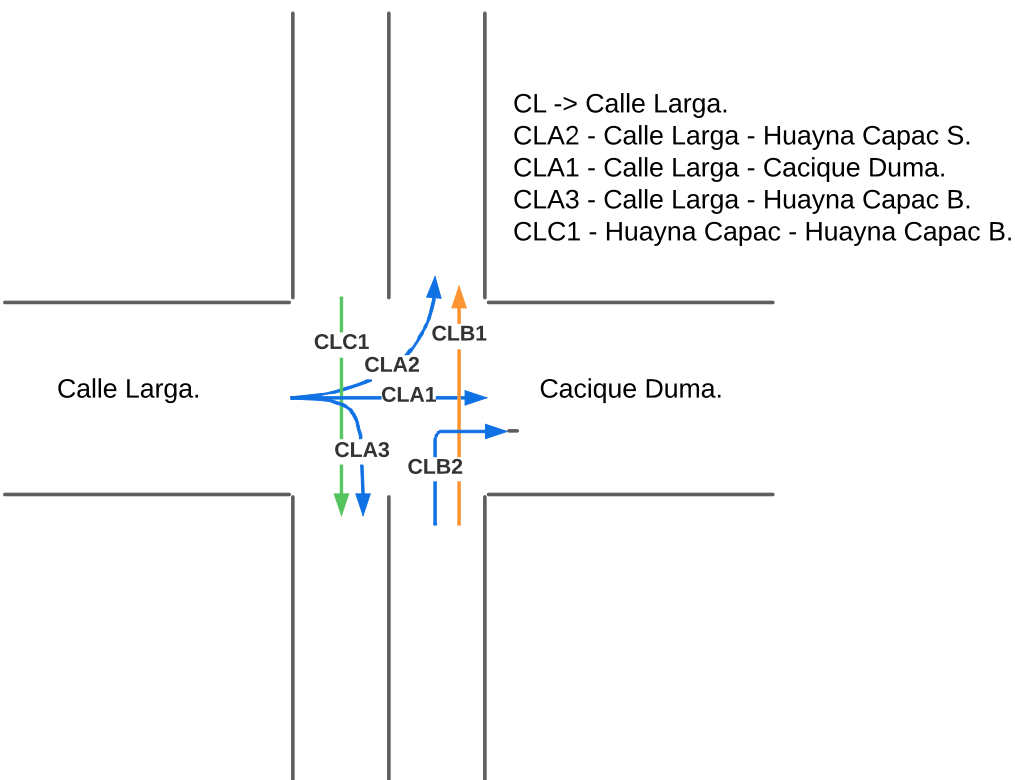 CL -> Calle Larga.
CLA2 - Calle Larga - Huayna Capac S.
CLA1 - Calle Larga - Cacique Duma.
CLA3 - Calle Larga - Huayna Capac B.
CLC1 - Huayna Capac - Huayna Capac B.
CLC1
CLB1
CLA2
Calle Larga.
CLA1
Cacique Duma.
CLA3
CLB2